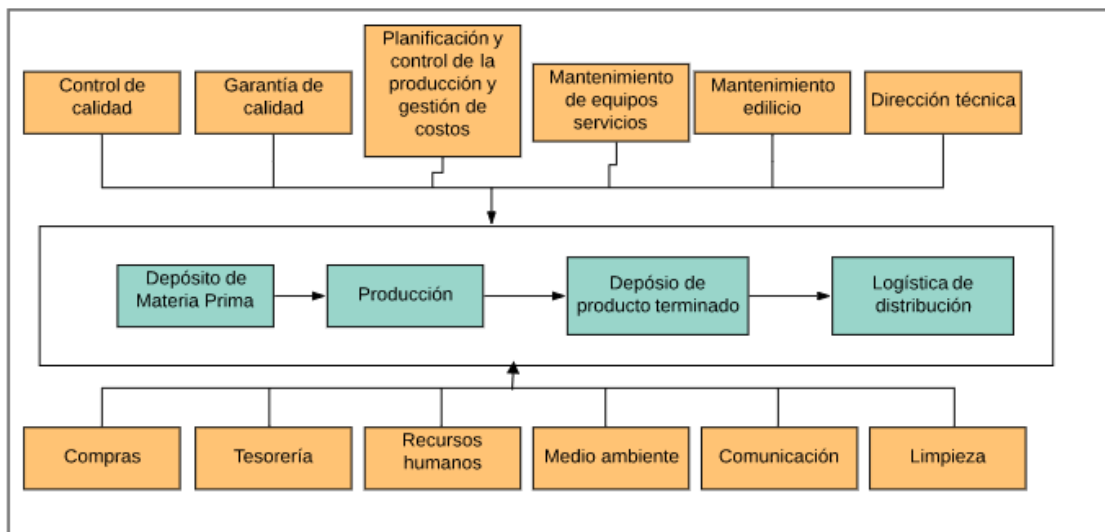 Control de
calidad
Garantía de
calidad
Planificación y
control de la
producción y
gestión de
costos
Mantenimiento
de equipos
servicios
Mantenimiento
edilicio
Dirección técnica
Depósito de
Materia Prima
Producción
Depósio de
producto terminado
Logística de
distribución
Compras
Tesorería
Recursos
humanos
Medio ambiente
Comunicación
Limpieza